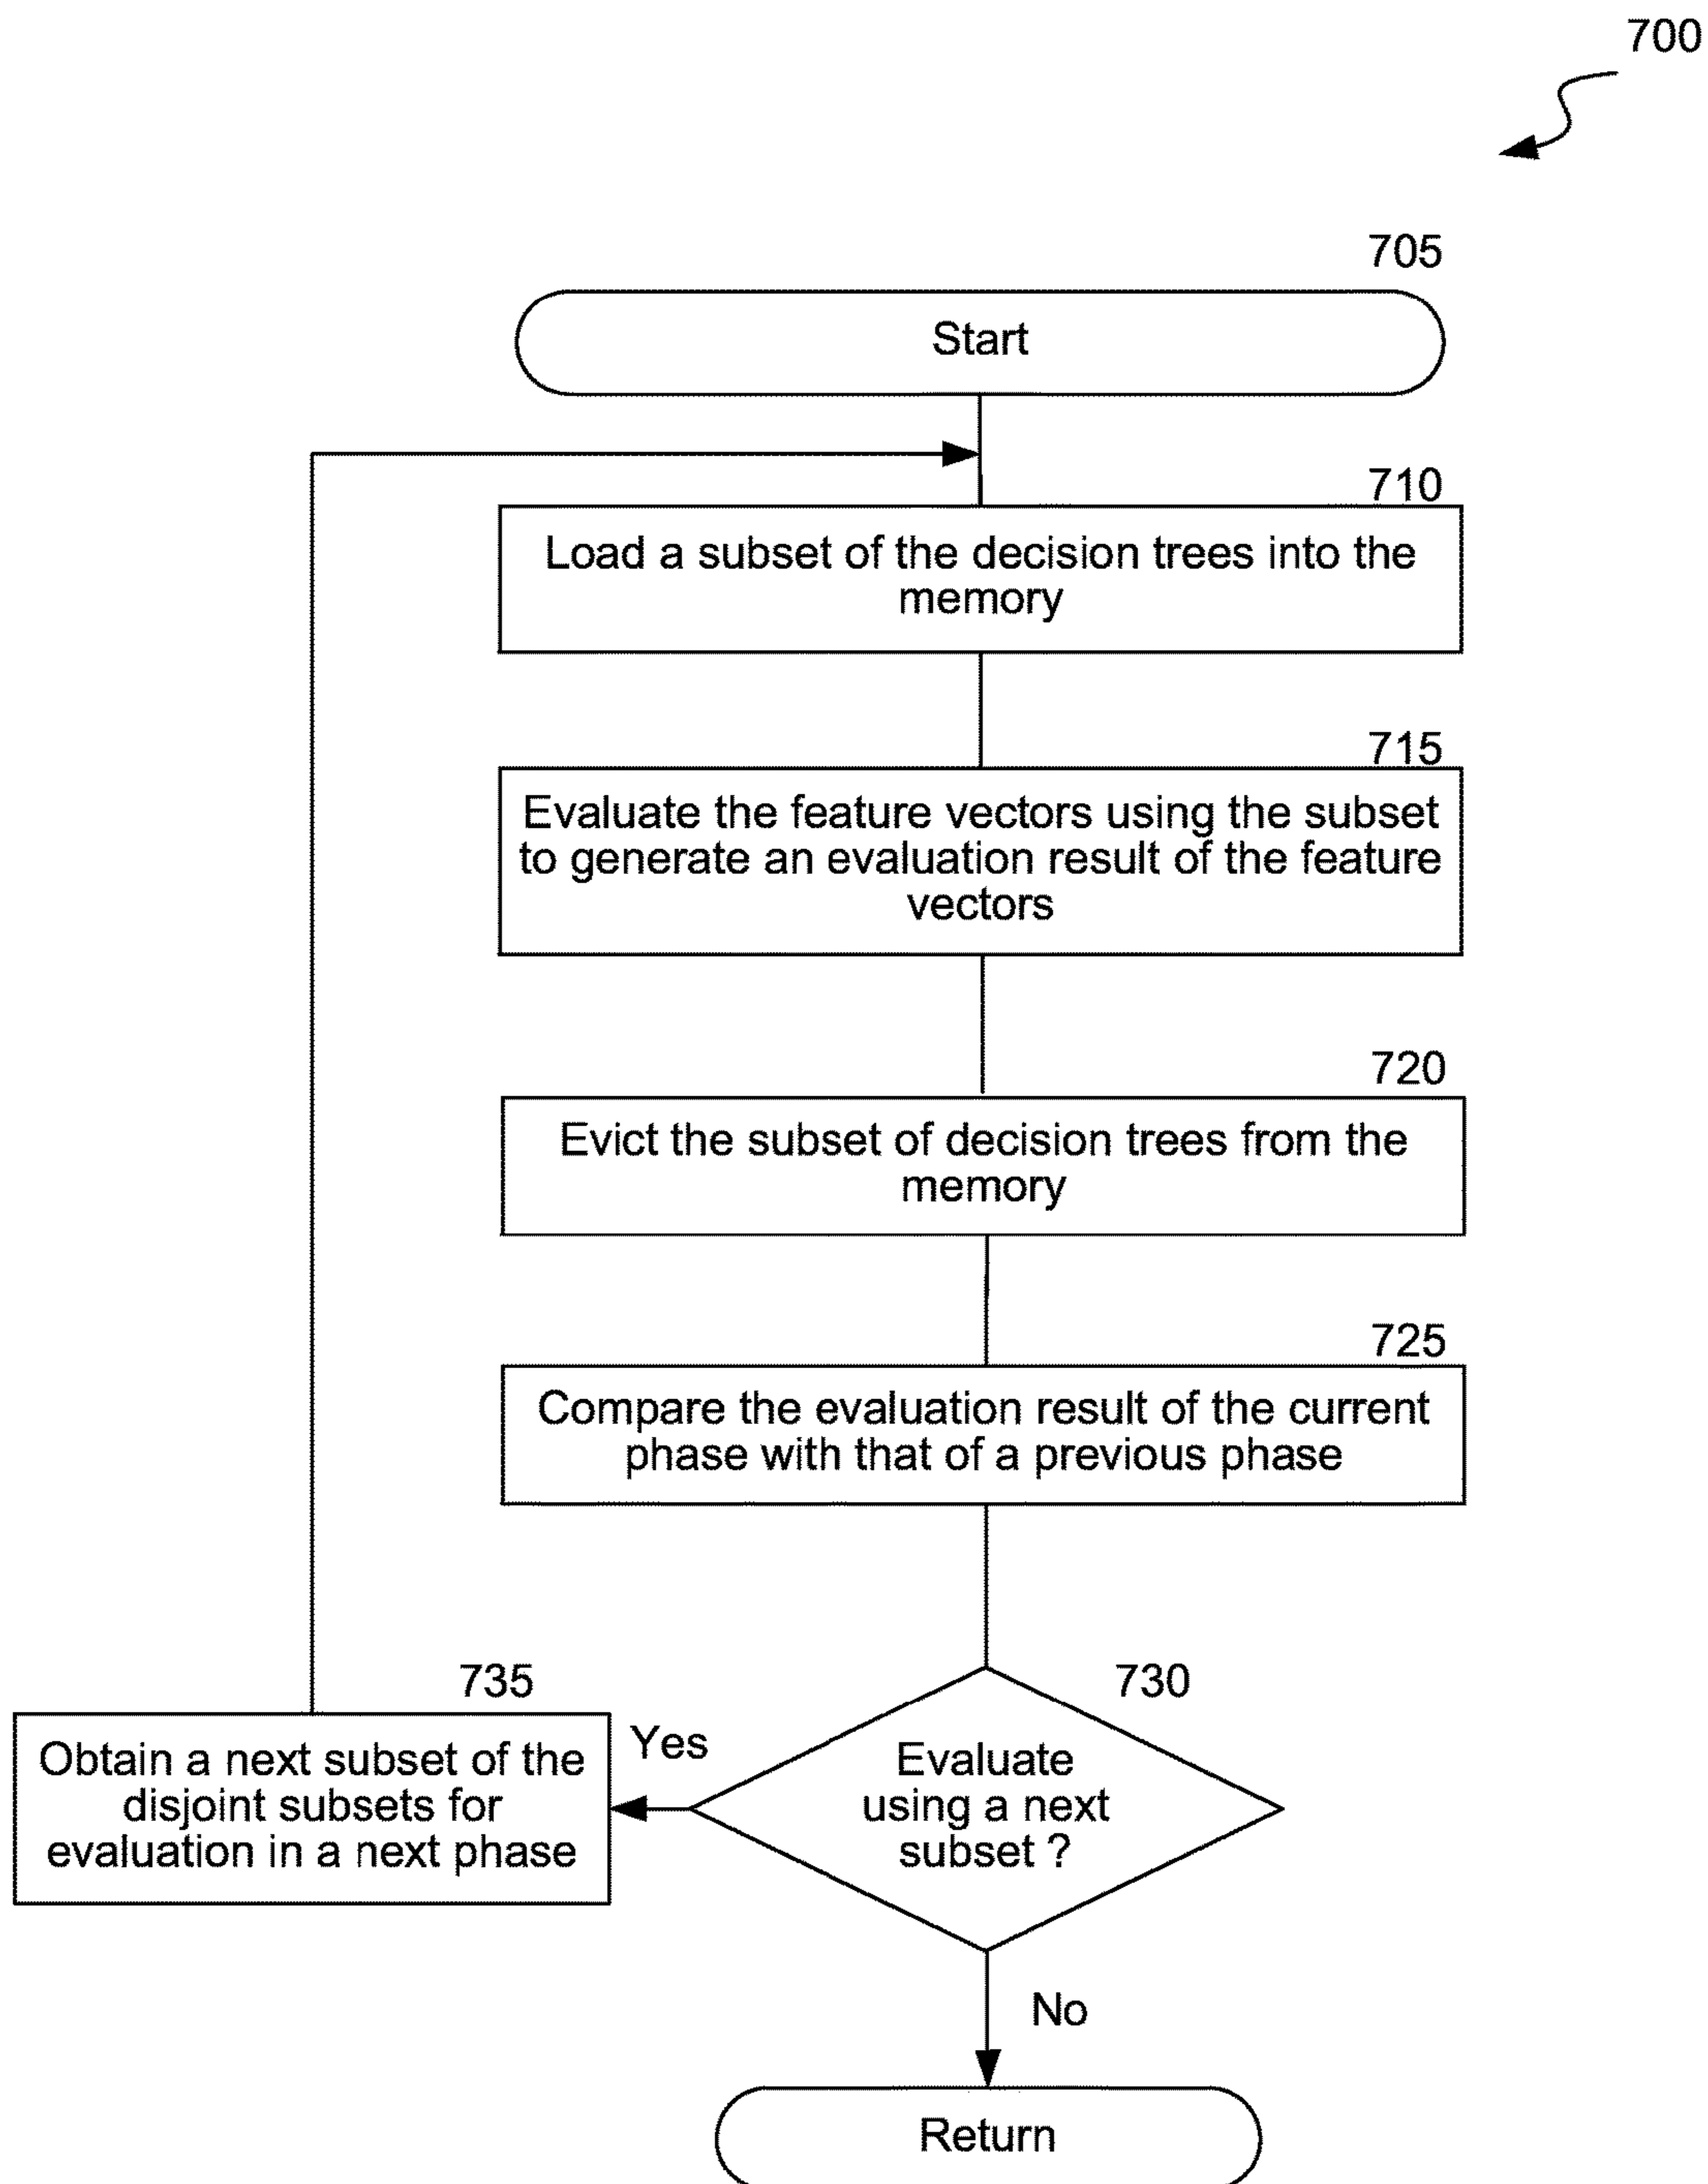 700
705
Start
710
Load a subset of the decision trees into the
memory
715
Evaluate the feature vectors using the subset
to generate an evaluation result of the feature
vectors
720
Evict the subset of decision trees from the
memory
725
Compare the evaluation result of the current
phase with that of a previous phase
730
Evaluate
using a next
subset ?
Yes
735
Obtain a next subset of the
disjoint subsets for
evaluation in a next phase
No
Return